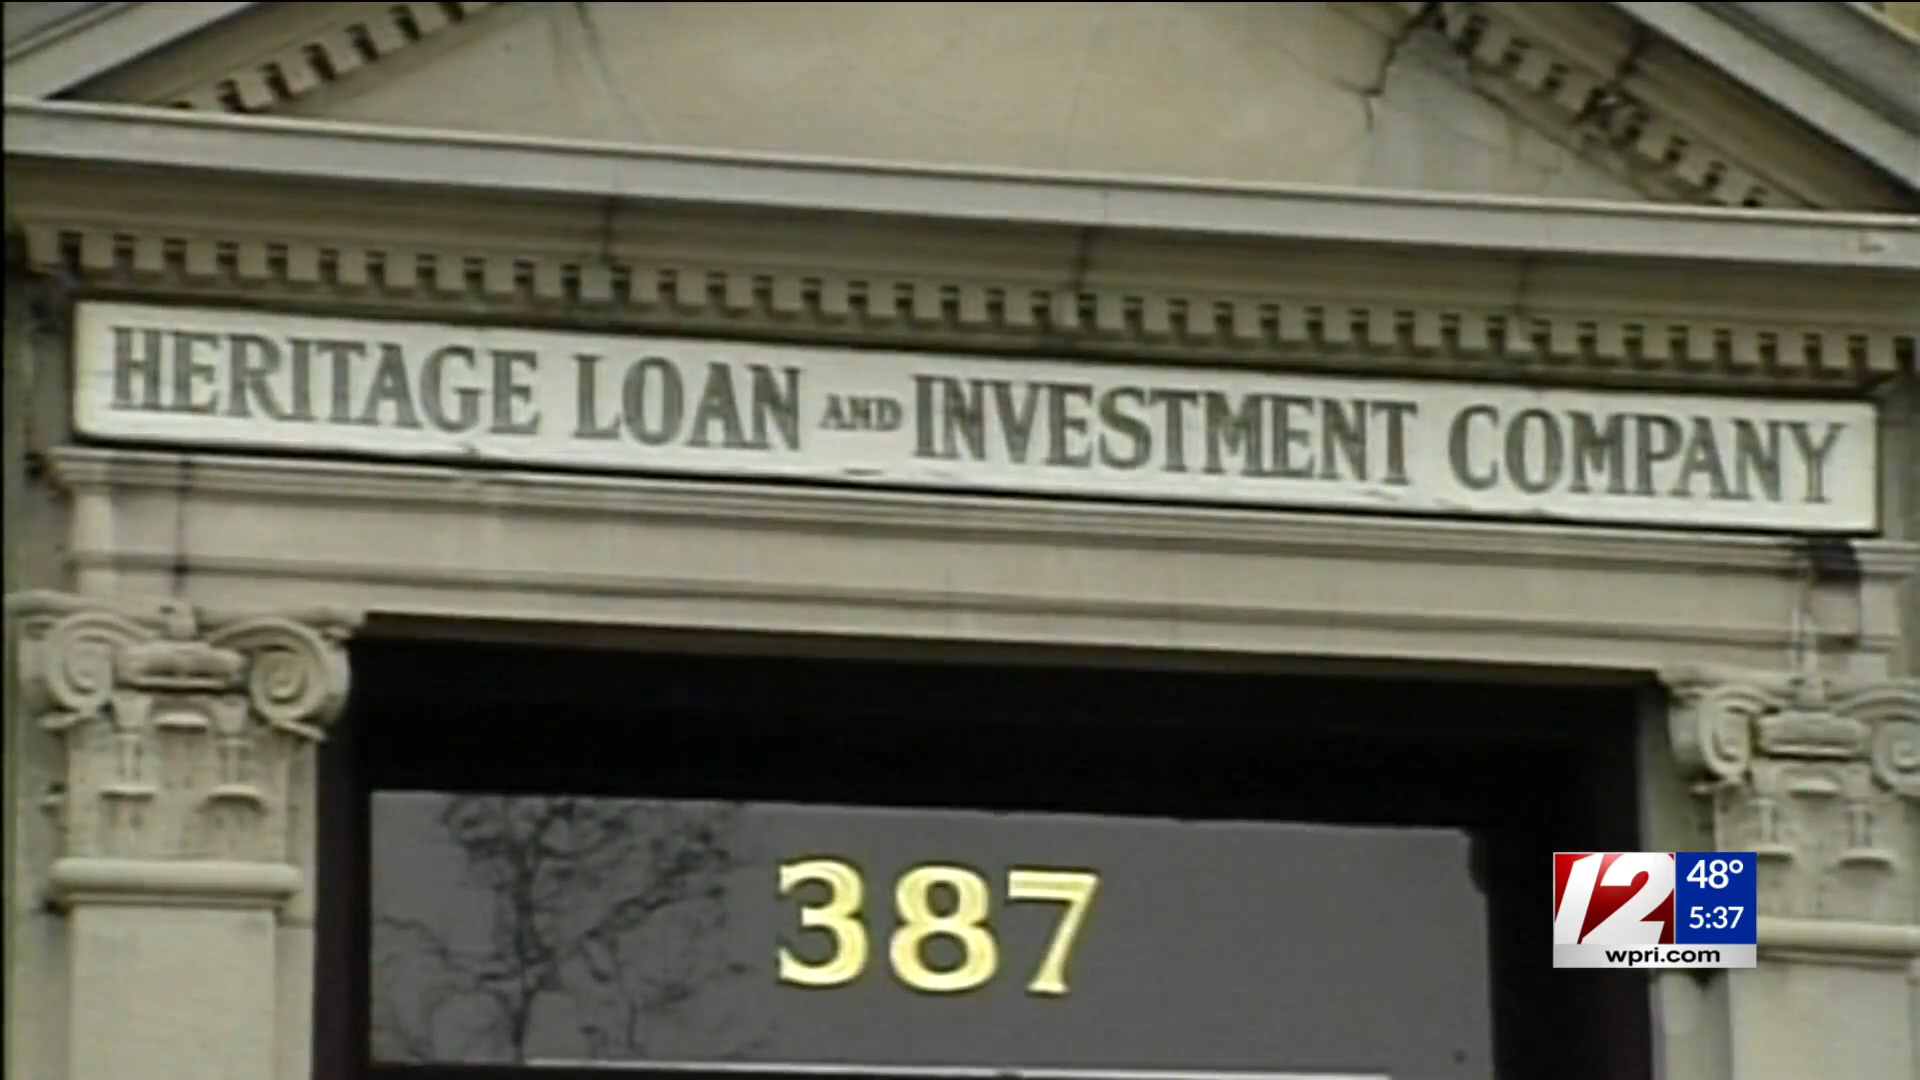 HERITAGE LOAN AND INVESTMENT COMPANY
387
12
48°
5:37
wpri.com